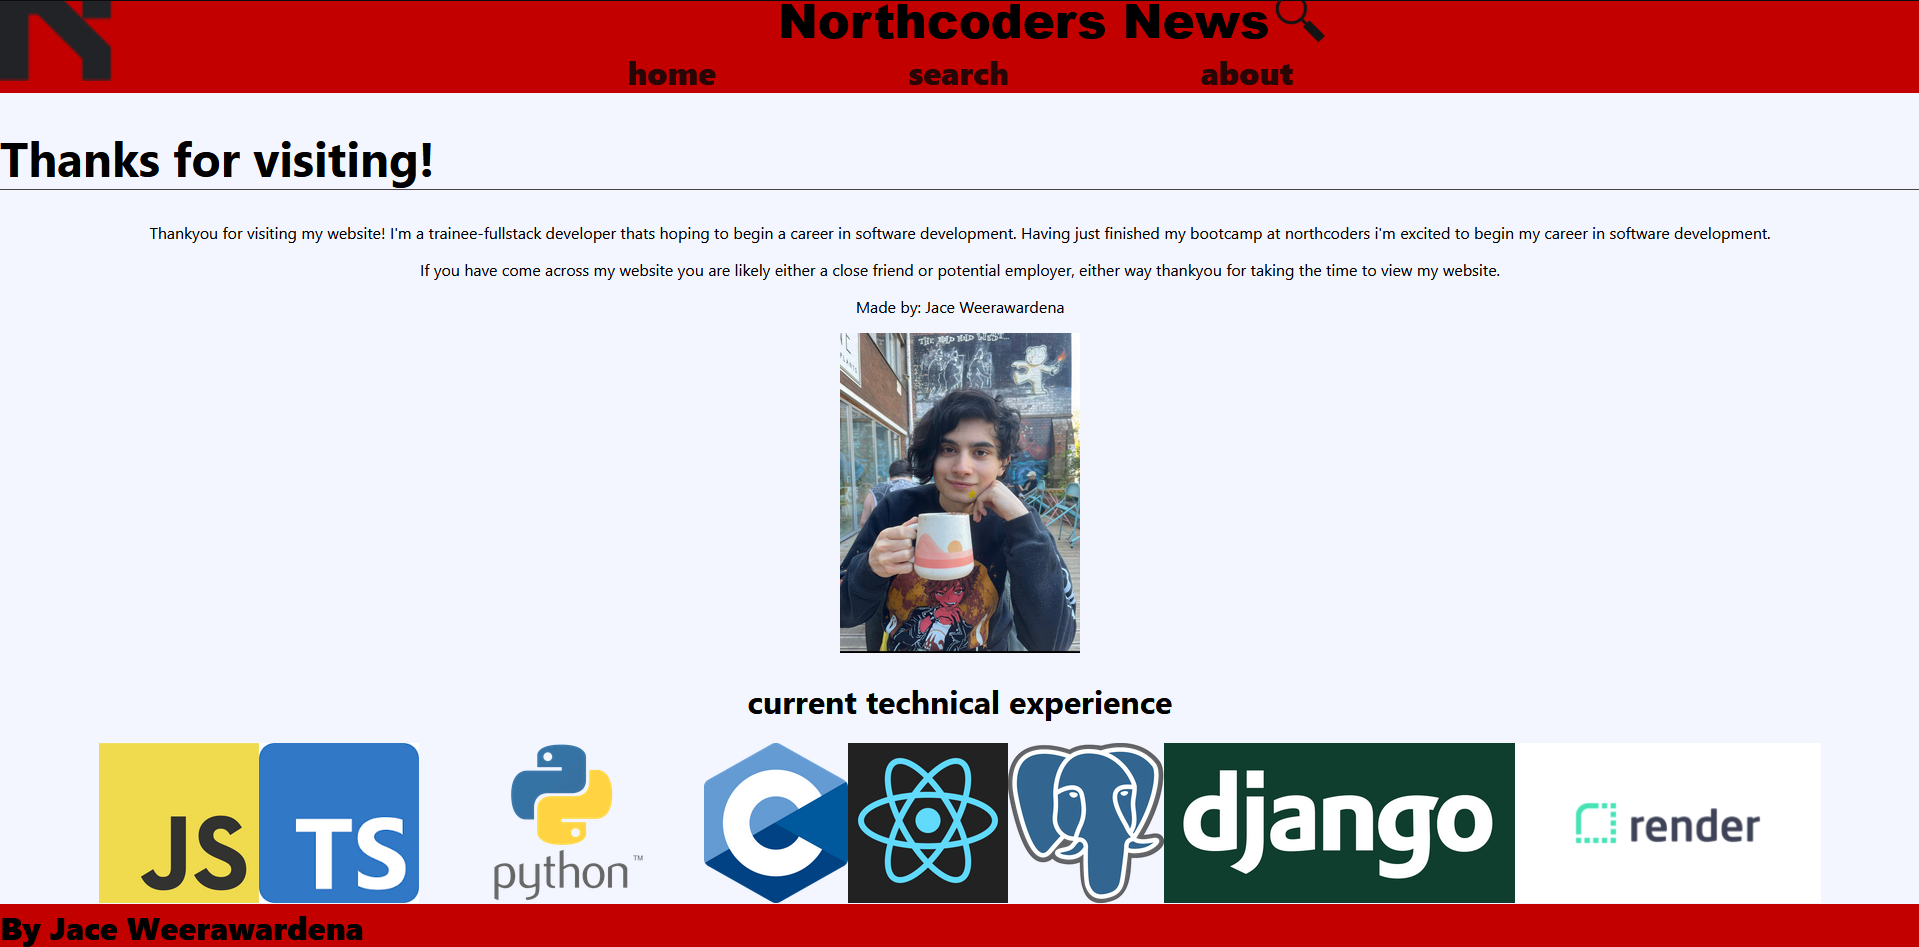 Northcoders News
home search about
Thanks for visiting!
Thankyou for visiting my website! I'm a trainee-fullstack developer thats hoping to begin a career in software development. Having just finished my bootcamp at northcoders i'm excited to begin my career in software development.
If you have come across my website you are likely either a close friend or potential employer, either way thankyou for taking the time to view my website.
Made by: Jace Weerawardena
current technical experience
JS TS python™ C django render
By Jace Weerawardena